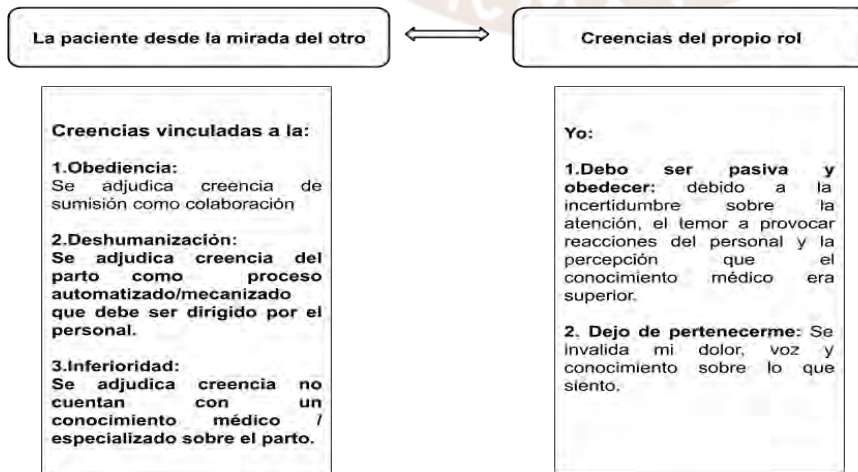 La paciente desde la mirada del otro
Creencias del propio rol
Creencias vinculadas a la:
1.Obediencia:
Se adjudica creencia de
sumisión como colaboración
2.Deshumanización:
Se adjudica creencia del
parto como proceso
automatizado/mecanizado
que debe ser dirigido por el
personal.
3.Inferioridad:
Se adjudica creencia no
cuentan con un
conocimiento médico /
especializado sobre el parto.
Yo:
1.Debo ser pasiva y
obedecer: debido a la
incertidumbre sobre la
atención, el temor a provocar
reacciones del personal y la
percepción que el
conocimiento médico era
superior.
2. Dejo de pertenecerme: Se
invalida mi dolor, voz y
conocimiento sobre lo que
siento.